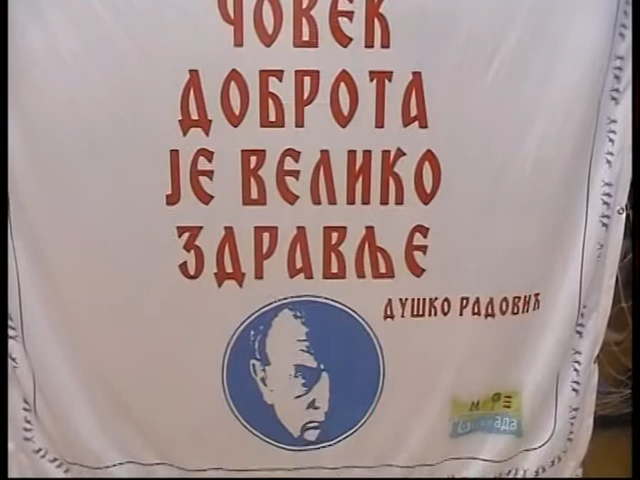 ЧОВЕК
ДОБРОТА
ЈЕ ВЕЛИКО
ЗДРАВЉЕ
ДУШКО РАДОВИЋ